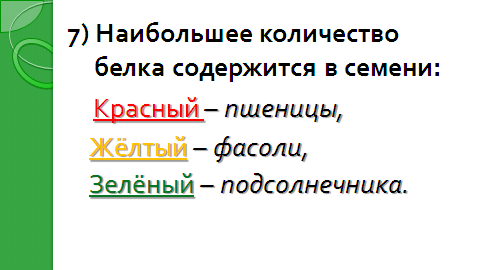 7) Наибольшее количество
белка содержится в семени:
Красный – пшеницы,
Жёлтый – фасоли,
Зелёный – подсолнечника.